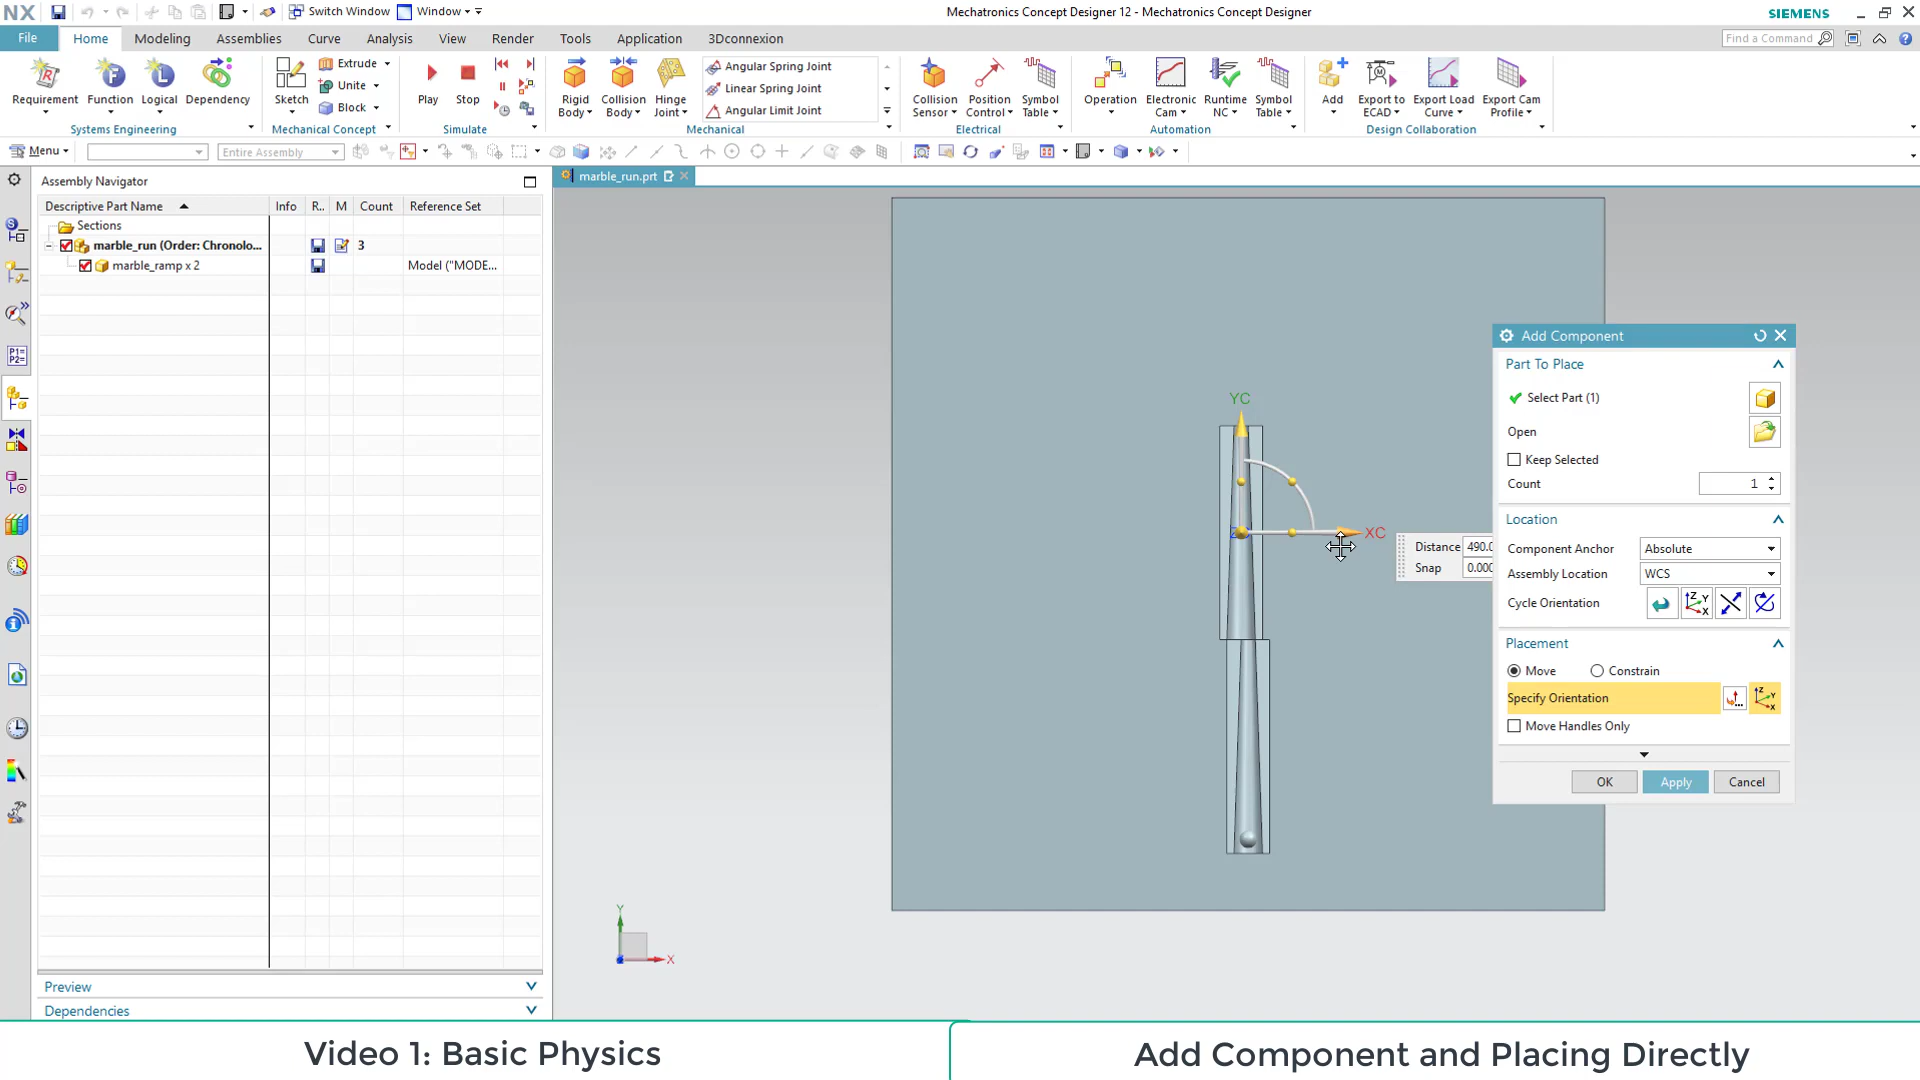 NX Switch Window Window Mechatronics Concept Designer 12 - Mechatronics Concept Designer SIEMENS
File Home Modeling Assemblies Curve Analysis View Render Tools Application 3Dconnexion Find a Command
Requirement Function Logical Dependency
Systems Engineering
Sketch Extrude Unite Block
Mechanical Concept
Play Stop
Simulate
Rigid Body Collision Body Hinge Joint
Angular Spring Joint
Linear Spring Joint
Angular Limit Joint
Mechanical
Collision Sensor Position Control Symbol Table
Electrical
Operation Electronic Cam Runtime NC Symbol Table
Automation
Add Export to ECAD Export Load Curve Export Cam Profile
Design Collaboration
Menu Entire Assembly
Assembly Navigator
marble_run.prt
Descriptive Part Name Info R.. M Count Reference Set
Sections
marble_run (Order: Chronolo... 3
marble_ramp x 2 Model ("MODE...
YC
XC
Distance 490.0
Snap 0.000
Add Component
Part To Place
Select Part (1)
Open
Keep Selected
Count 1
Location
Component Anchor Absolute
Assembly Location WCS
Cycle Orientation
Placement
Move Constrain
Specify Orientation
Move Handles Only
OK Apply Cancel
Y
X
Preview
Dependencies
Video 1: Basic Physics
Add Component and Placing Directly